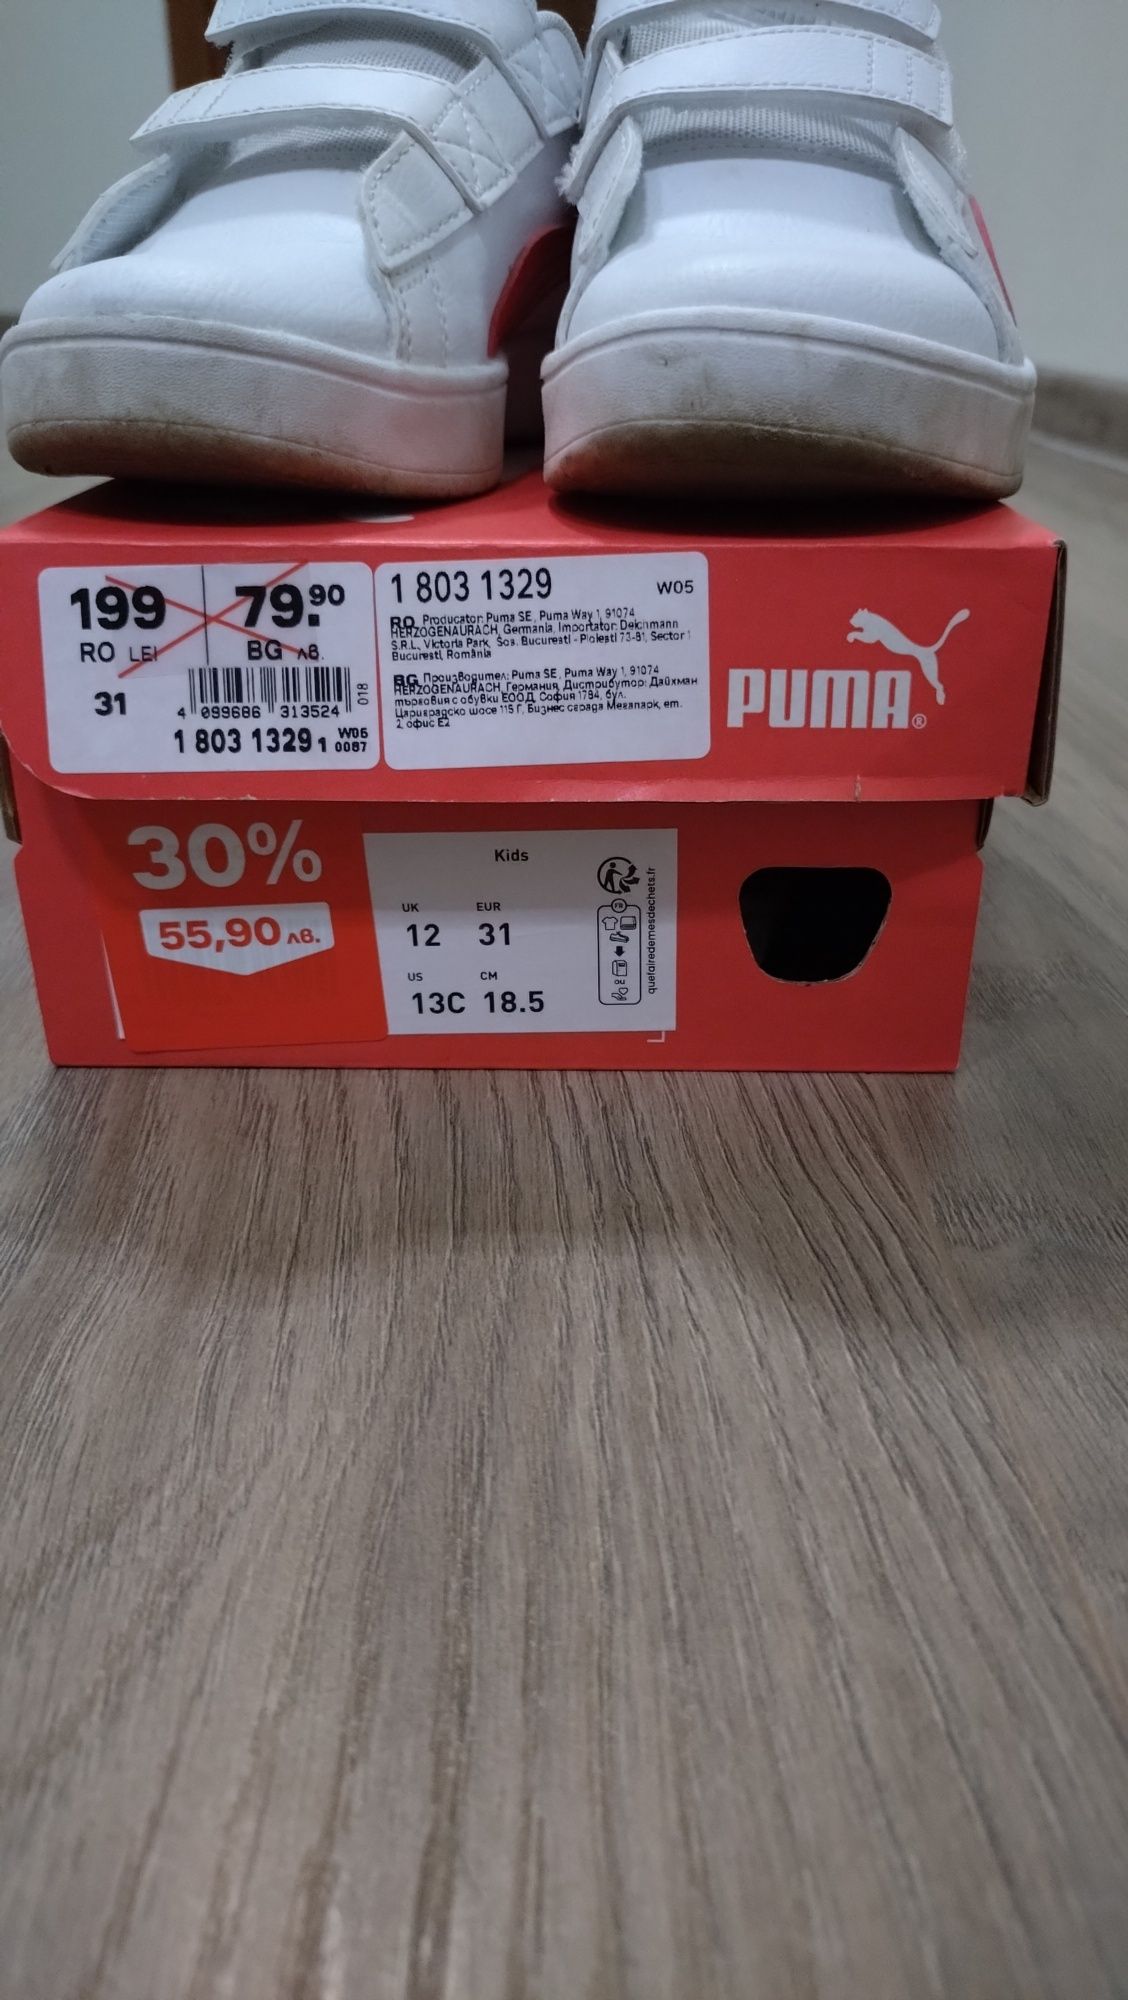 199
79.90
RO LEI
BG лв.
31
4 099686 313524
018
1 803 1329 1
W05
0087
1 803 1329
W05
RO Producator: Puma SE, Puma Way 1, 91074
HERZOGENAURACH, Germania, Importator: Deichmann
S.R.L, Victoria Park, Sos. Bucuresti - Ploiesti 73-81, Sector 1
Bucuresti, România
BG Производител: Puma SE, Puma Way 1, 91074
HERZOGENAURACH, Германия, Дистрибутор: Дайхман
търговия с обувки ЕООД, София 1784, бул.
Цариградско шосе 115 Г, Бизнес сграда Мегапарк, ет.
2, офис E2
PUMA®
30%
55,90 лв.
Kids
UK EUR
12 31
US CM
13C 18.5
FR
OU
quefairedemesdechets.fr